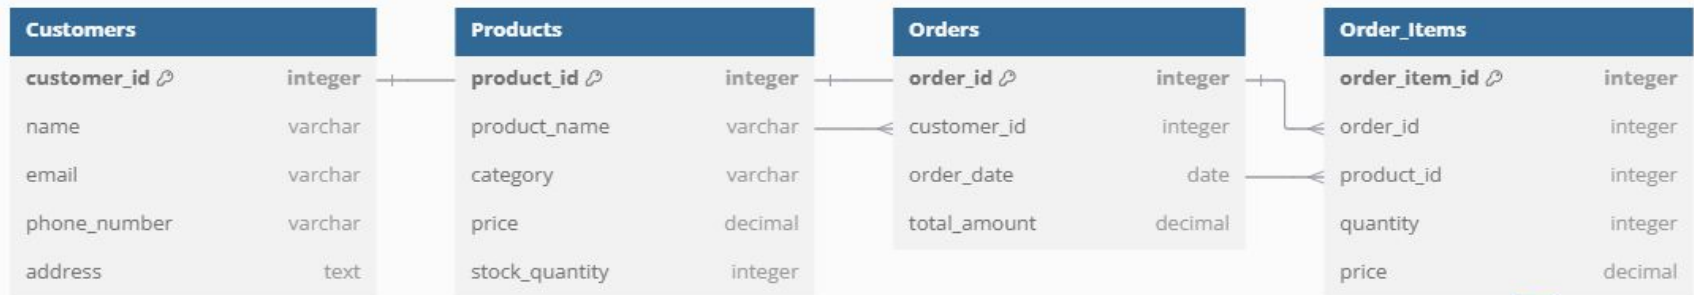 Customers
customer_id integer
name varchar
email varchar
phone_number varchar
address text
Products
product_id integer
product_name varchar
category varchar
price decimal
stock_quantity integer
Orders
order_id integer
customer_id integer
order_date date
total_amount decimal
Order_Items
order_item_id integer
order_id integer
product_id integer
quantity integer
price decimal